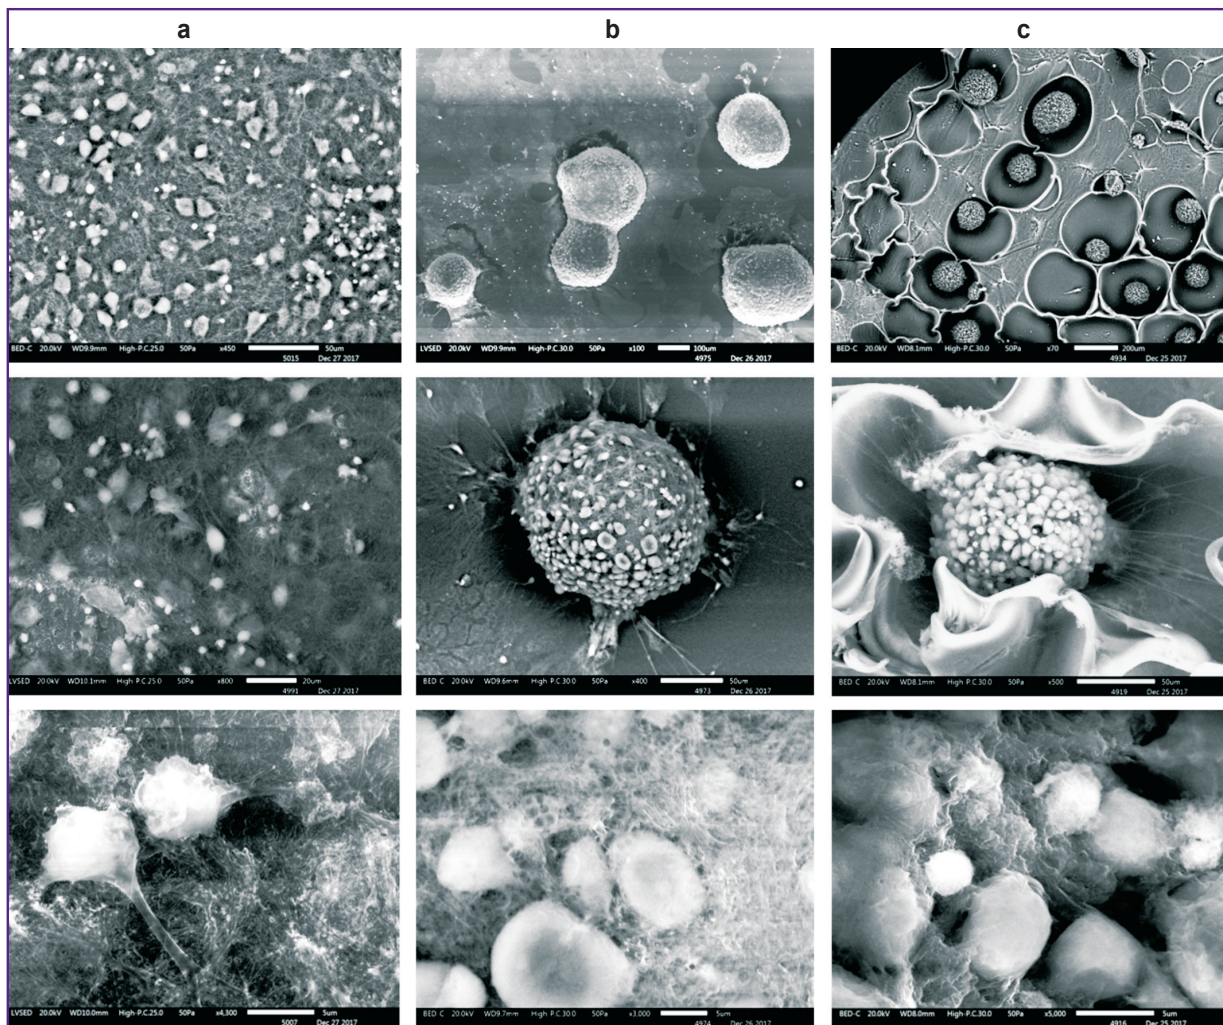 a b c
BED-C 20.0kV WD9.9mm High-P.C.25.0 50Pa x450 50um
5015 Dec 27 2017
LVSED 20.0kV WD9.9mm High-P.C.30.0 50Pa x100 100um
4975 Dec 26 2017
BED-C 20.0kV WD8.1mm High-P.C.30.0 50Pa x70 200um
4934 Dec 25 2017
LVSED 20.0kV WD10.1mm High P.C.25.0 50Pa x800 20um
4991 Dec 27 2017
BED C 20.0kV WD9.6mm High P.C.30.0 50Pa x400 50um
4973 Dec 26 2017
BED C 20.0kV WD8.1mm High-P.C.30.0 50Pa x500 50um
4919 Dec 25 2017
LVSED 20.0kV WD10.0mm High-P.C.25.0 50Pa x4,300 5um
5007 Dec 27 2017
BED C 20.0kV WD9.7mm High P.C.30.0 50Pa x3,000 5um
4974 Dec 26 2017
BED-C 20.0kV WD8.0mm High-P.C.30.0 50Pa x5,000 5um
4916 Dec 25 2017